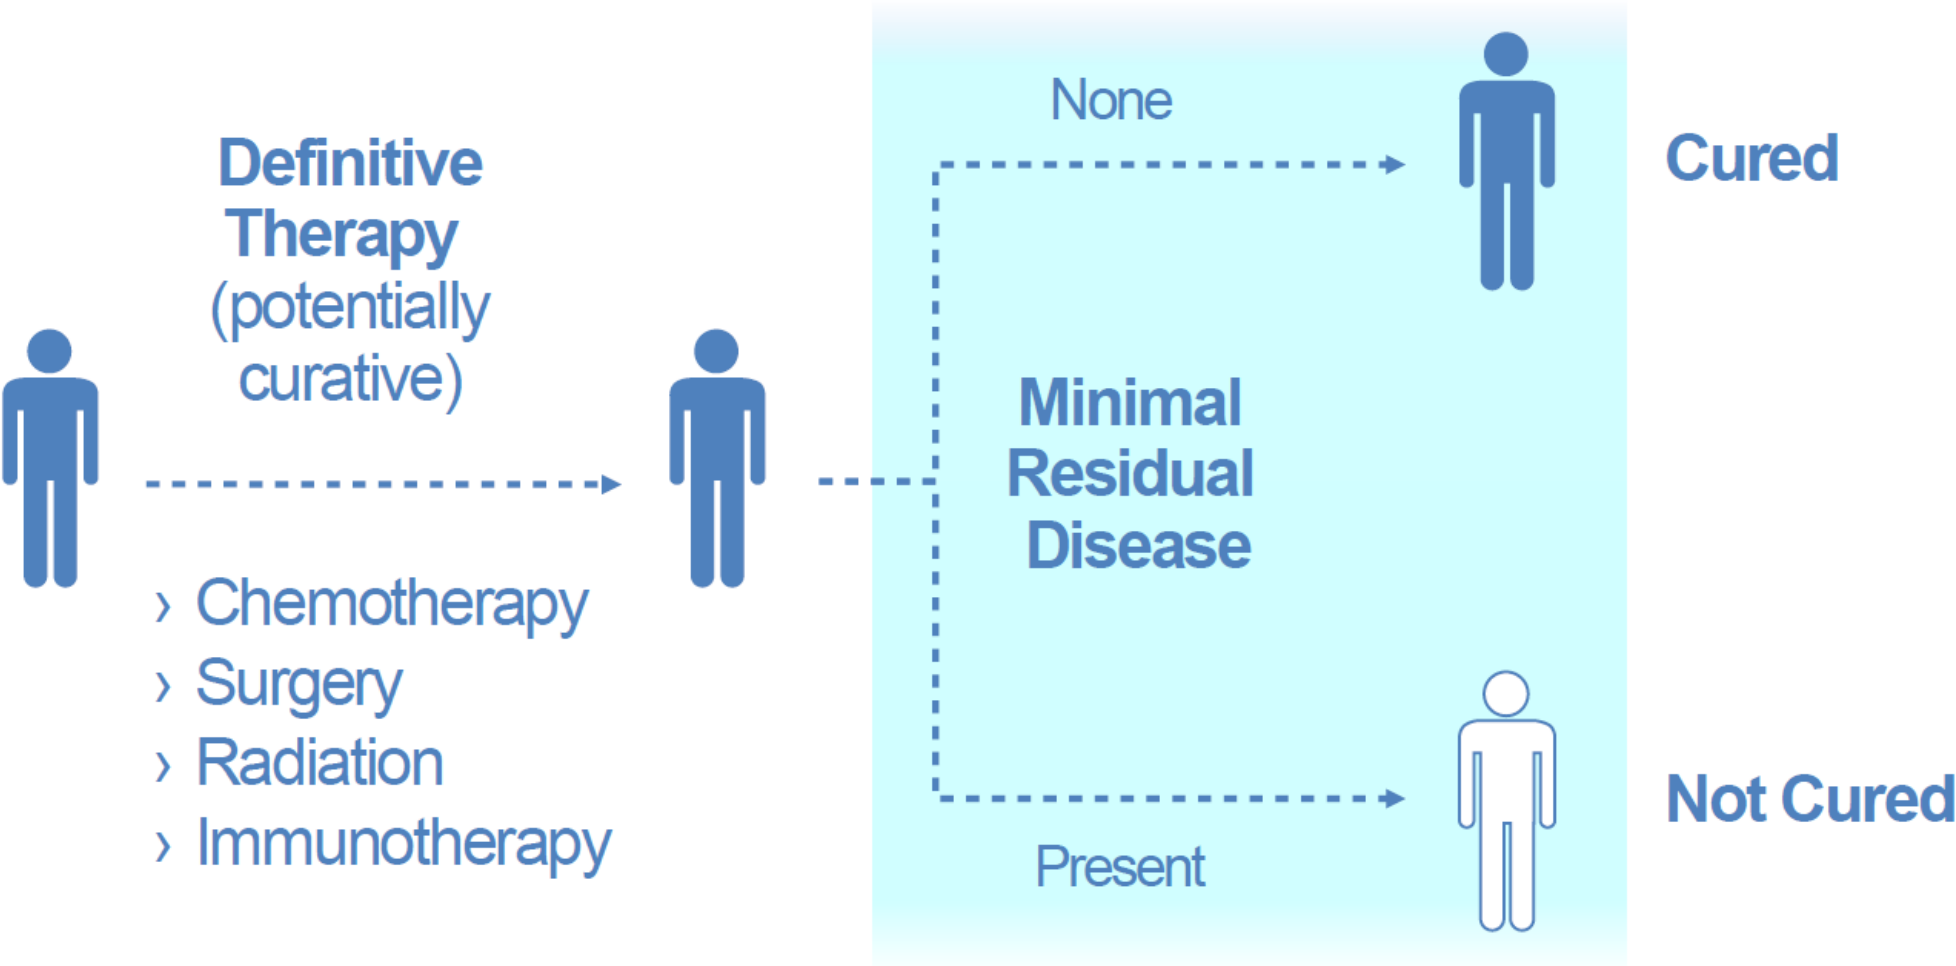 Definitive
Therapy
(potentially
curative)
› Chemotherapy
› Surgery
› Radiation
› Immunotherapy
None
Minimal
Residual
Disease
Present
Cured
Not Cured